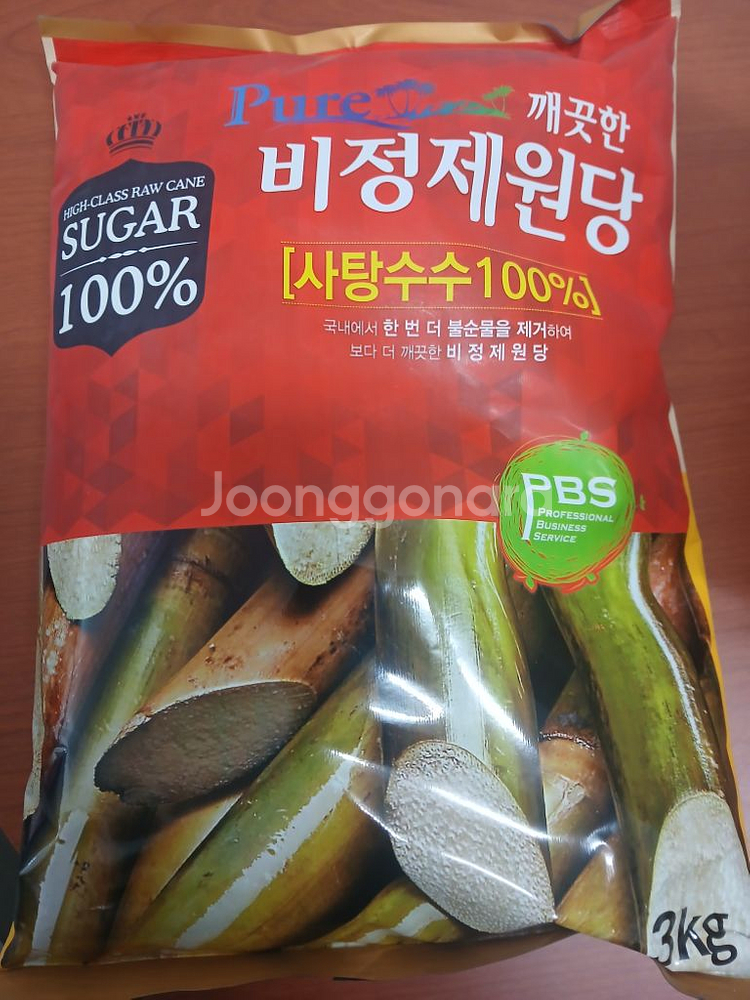 Pure
깨끗한
비정제원당
HIGH-CLASS RAW CANE
SUGAR
100%
[사탕수수100%]
국내에서 한 번 더 불순물을 제거하여
보다 더 깨끗한 비정제원당
Joonggonara
PBS
PROFESSIONAL
BUSINESS
SERVICE
3kg